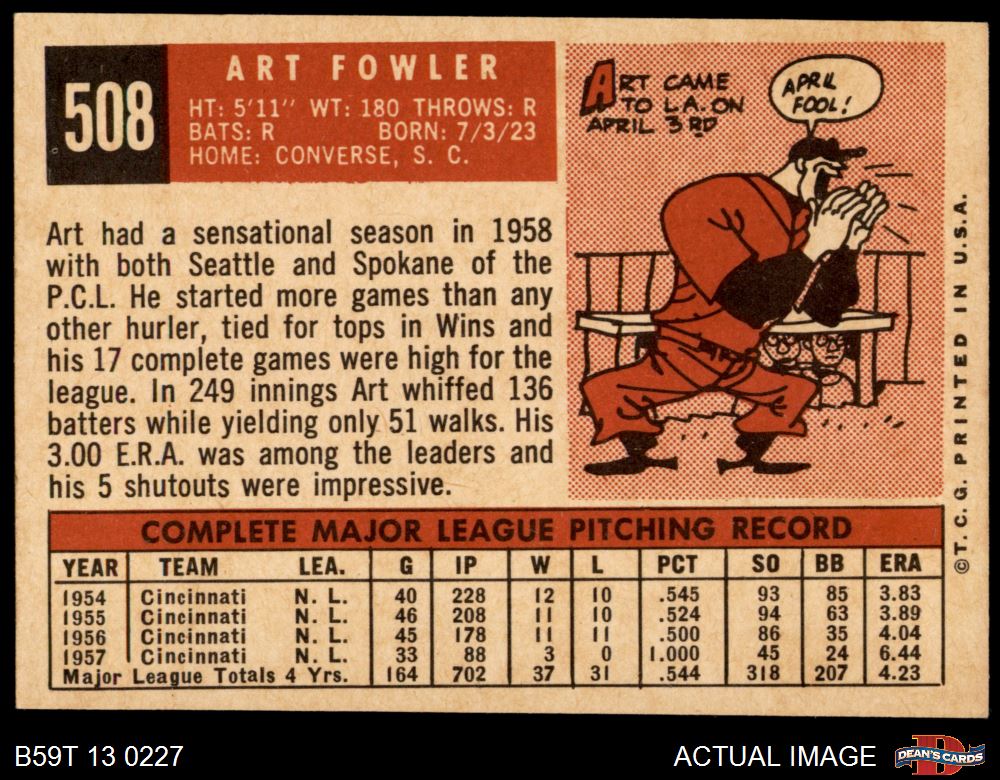 508
ART FOWLER
HT: 5'11" WT: 180 THROWS: R
BATS: R BORN: 7/3/23
HOME: CONVERSE, S. C.
ART CAME
TO L.A. ON
APRIL 3RD
APRIL
FOOL!
Art had a sensational season in 1958
with both Seattle and Spokane of the
P.C.L. He started more games than any
other hurler, tied for tops in Wins and
his 17 complete games were high for the
league. In 249 innings Art whiffed 136
batters while yielding only 51 walks. His
3.00 E.R.A. was among the leaders and
his 5 shutouts were impressive.
©T. C. G. PRINTED IN U.S.A.
COMPLETE MAJOR LEAGUE PITCHING RECORD
YEAR TEAM LEA. G IP W L PCT SO BB ERA
1954 Cincinnati N. L. 40 228 12 10 .545 93 85 3.83
1955 Cincinnati N. L. 46 208 11 10 .524 94 63 3.89
1956 Cincinnati N. L. 45 178 11 11 .500 86 35 4.04
1957 Cincinnati N. L. 33 88 3 0 1.000 45 24 6.44
Major League Totals 4 Yrs. 164 702 37 31 .544 318 207 4.23
B59T 13 0227
ACTUAL IMAGE
DEAN'S CARDS